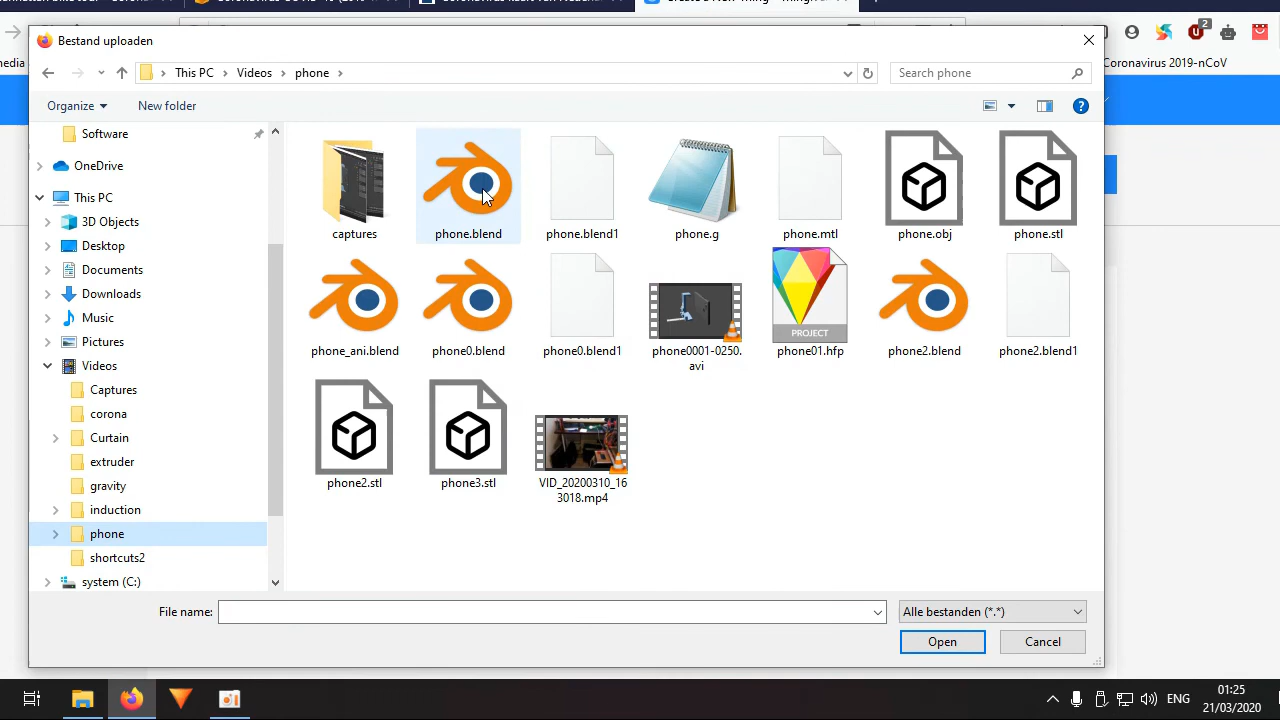 Bestand uploaden
This PC
Videos
phone
Search phone
Organize
New folder
Coronavirus 2019-nCoV
2
Software
OneDrive
This PC
3D Objects
Desktop
Documents
Downloads
Music
Pictures
Videos
Captures
corona
Curtain
extruder
gravity
induction
phone
shortcuts2
system (C:)
captures
phone.blend
phone.blend1
phone.g
phone.mtl
phone.obj
phone.stl
PROJECT
phone_ani.blend
phone0.blend
phone0.blend1
phone0001-0250.
avi
phone01.hfp
phone2.blend
phone2.blend1
phone2.stl
phone3.stl
VID_20200310_16
3018.mp4
File name:
Alle bestanden (*.*)
Open
Cancel
ENG
01:25
21/03/2020